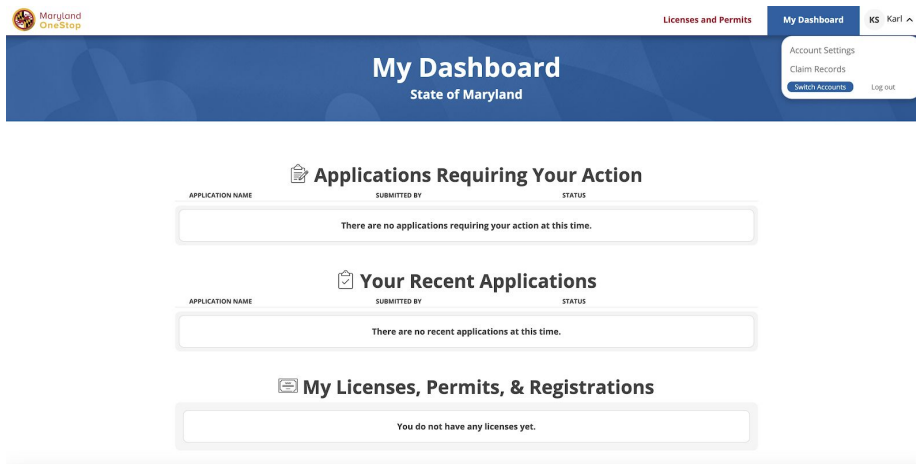 Maryland
OneStop
Licenses and Permits
My Dashboard
KS Karl
Account Settings
Claim Records
Switch Accounts Log out
My Dashboard
State of Maryland
Applications Requiring Your Action
APPLICATION NAME SUBMITTED BY STATUS
There are no applications requiring your action at this time.
Your Recent Applications
APPLICATION NAME SUBMITTED BY STATUS
There are no recent applications at this time.
My Licenses, Permits, & Registrations
You do not have any licenses yet.